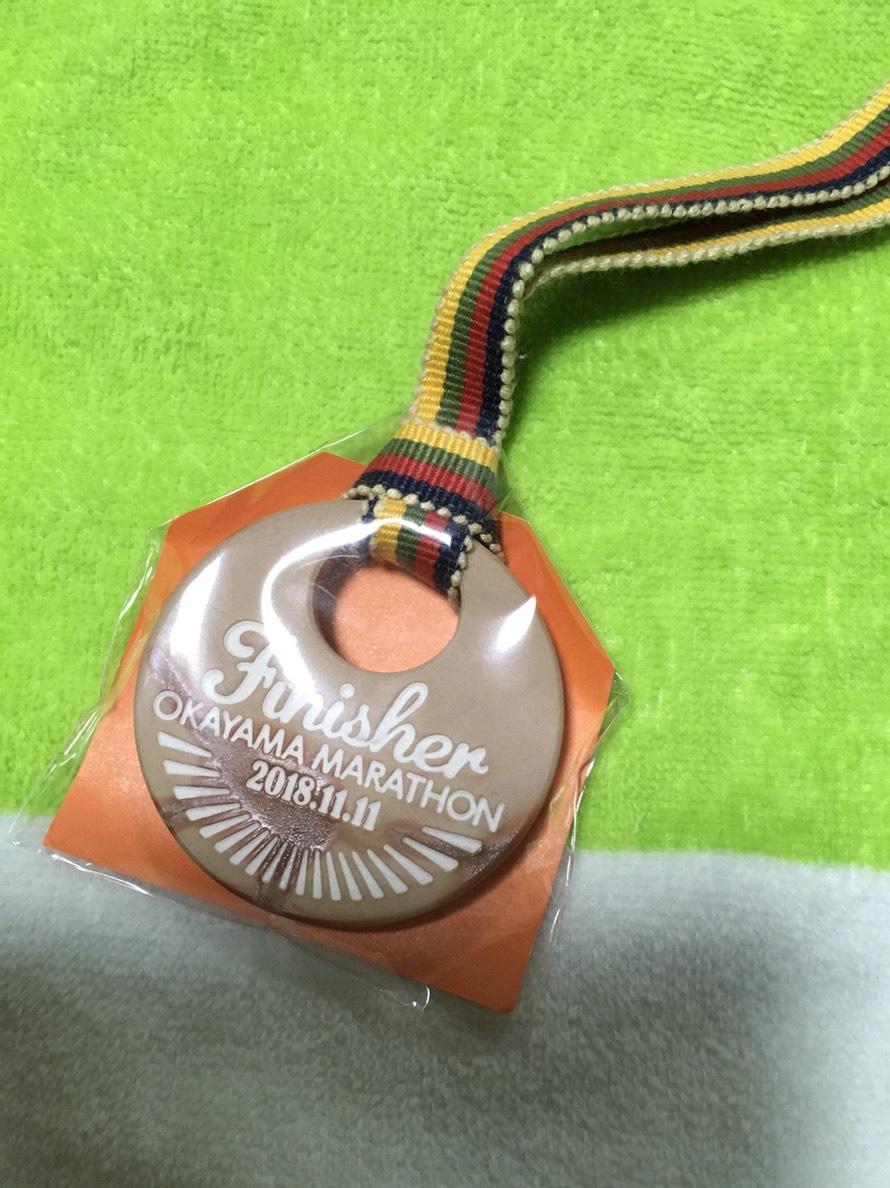 Finisher
OKAYAMA MARATHON
2018.11.11